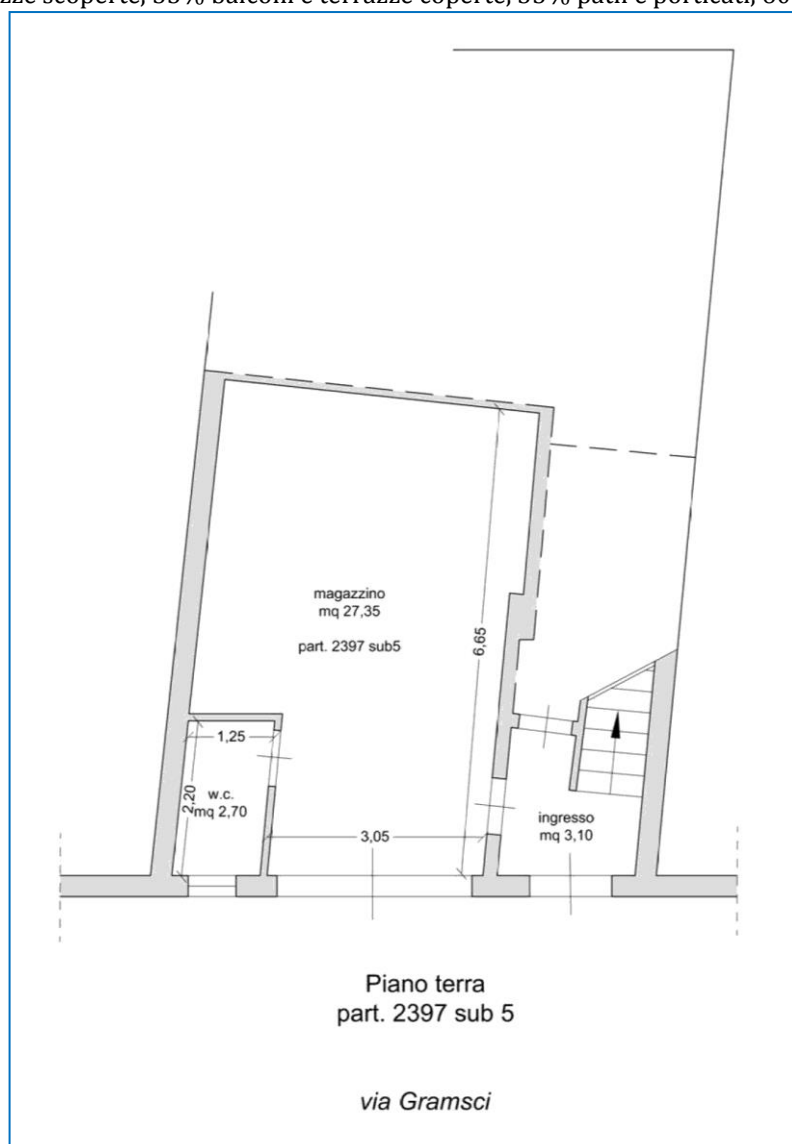 scoperte, 35% balconi e terrazze coperte, 35% patii e porticati,
magazzino
mq 27,35
part. 2397 sub5
6,65
1,25
2,20
w.c.
mq 2,70
3,05
ingresso
mq 3,10
Piano terra
part. 2397 sub 5
via Gramsci